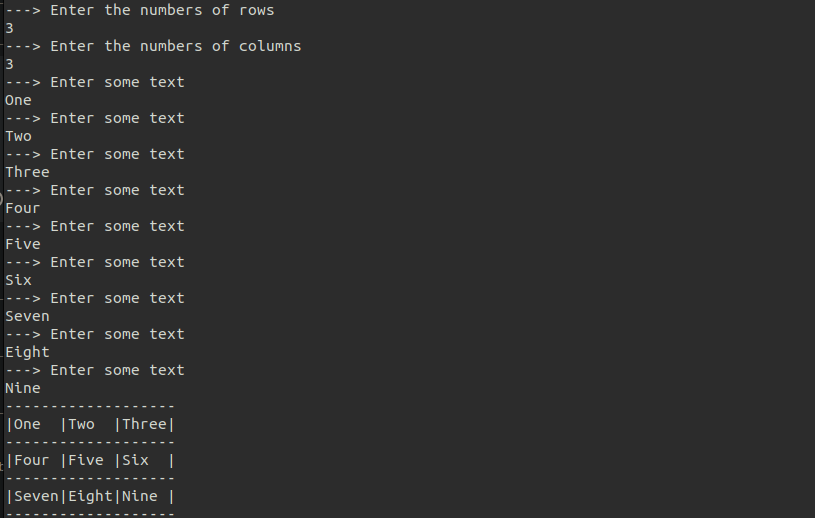 ---> Enter the numbers of rows
3
---> Enter the numbers of columns
3
---> Enter some text
One
---> Enter some text
Two
---> Enter some text
Three
---> Enter some text
Four
---> Enter some text
Five
---> Enter some text
Six
---> Enter some text
Seven
---> Enter some text
Eight
---> Enter some text
Nine
-------------------
|One  |Two  |Three|
-------------------
|Four |Five |Six  |
-------------------
|Seven|Eight|Nine |
-------------------